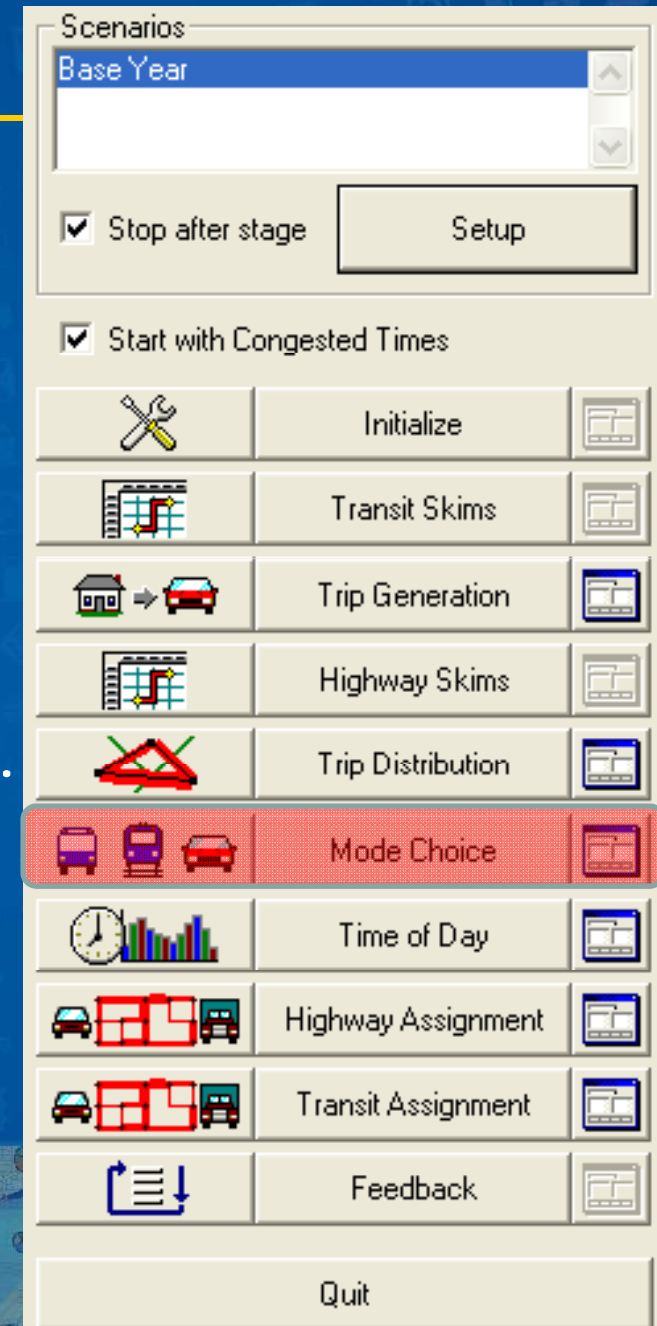 Scenarios
Base Year
Stop after stage
Setup
Start with Congested Times
Initialize
Transit Skims
Trip Generation
Highway Skims
Trip Distribution
.
Mode Choice
Time of Day
Highway Assignment
Transit Assignment
Feedback
Quit